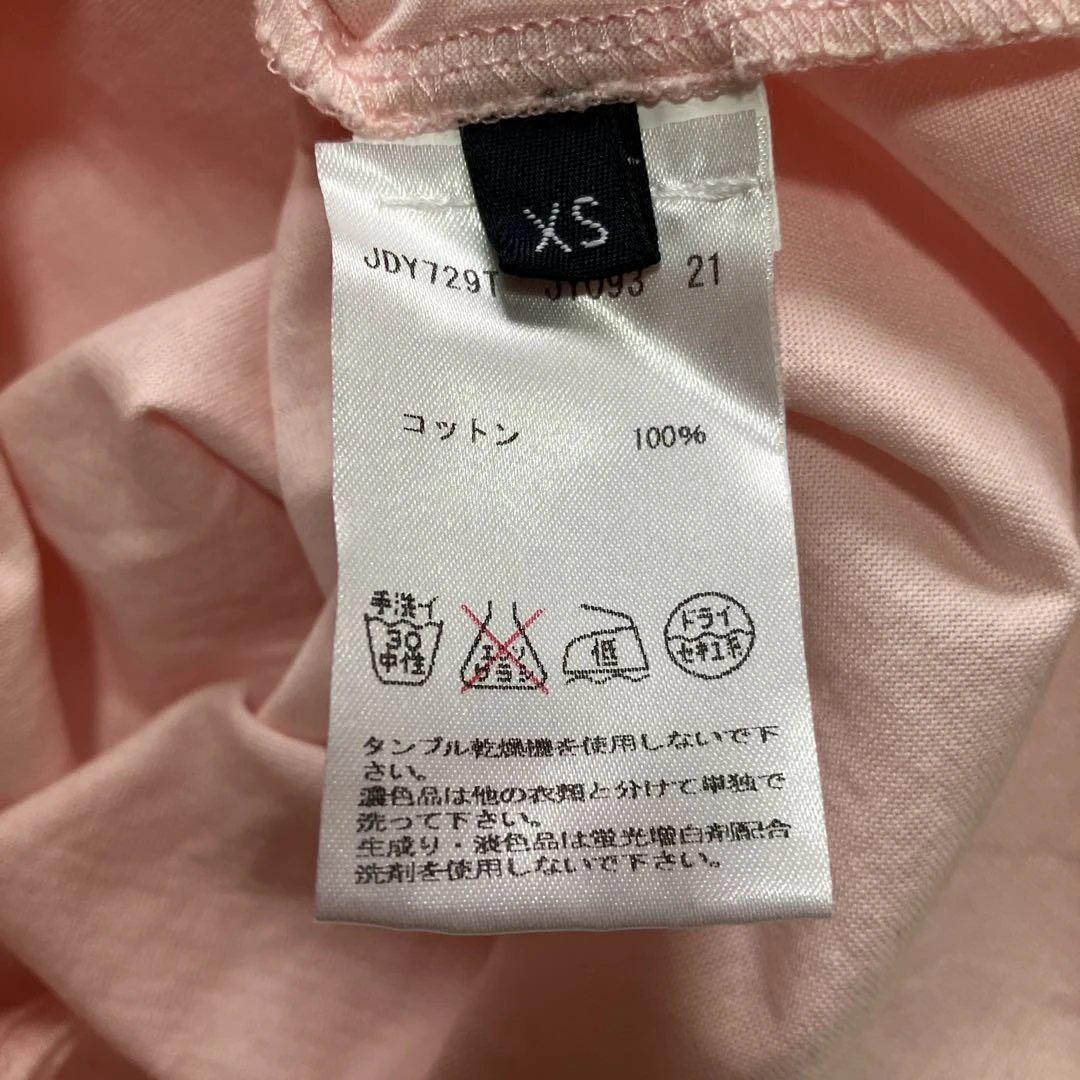 XS
JDY729T JY093 21
コットン 100%
手洗イ
30
中性
エンソ
サラシ
低
ドライ
セキユ系
タンブル乾燥機を使用しないで下
さい。
濃色品は他の衣類と分けて単独で
洗って下さい。
生成り・淡色品は蛍光増白剤配合
洗剤を使用しないで下さい。